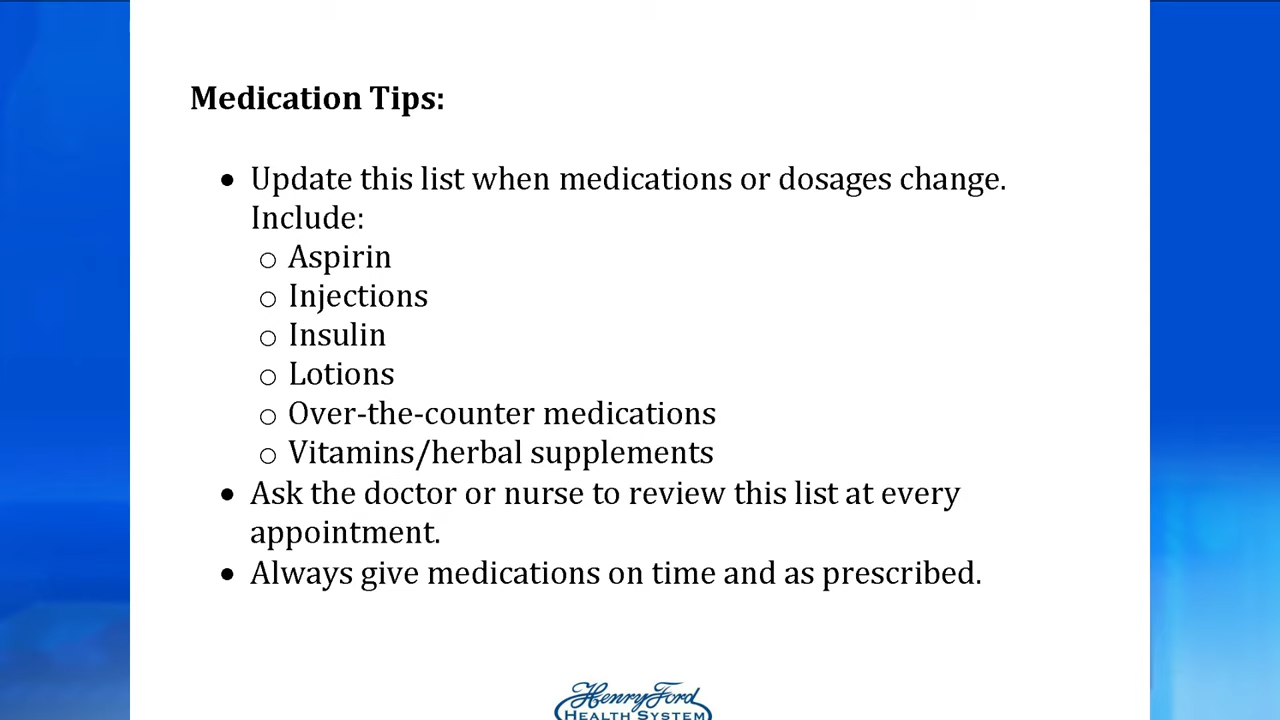 Medication Tips:
• Update this list when medications or dosages change.
Include:
o Aspirin
o Injections
o Insulin
o Lotions
o Over-the-counter medications
o Vitamins/herbal supplements
• Ask the doctor or nurse to review this list at every
appointment.
• Always give medications on time and as prescribed.
Henry Ford
HEALTH SYSTEM